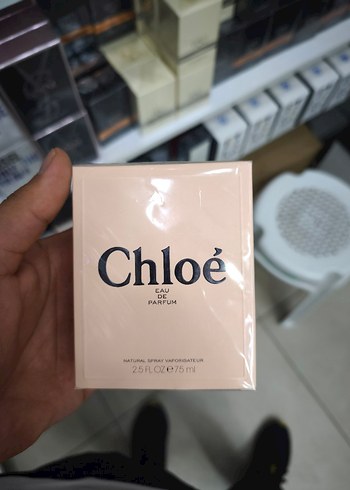 Chloé
EAU
DE
PARFUM
NATURAL SPRAY VAPORISATEUR
2.5 FL OZ ℮ 75 ml